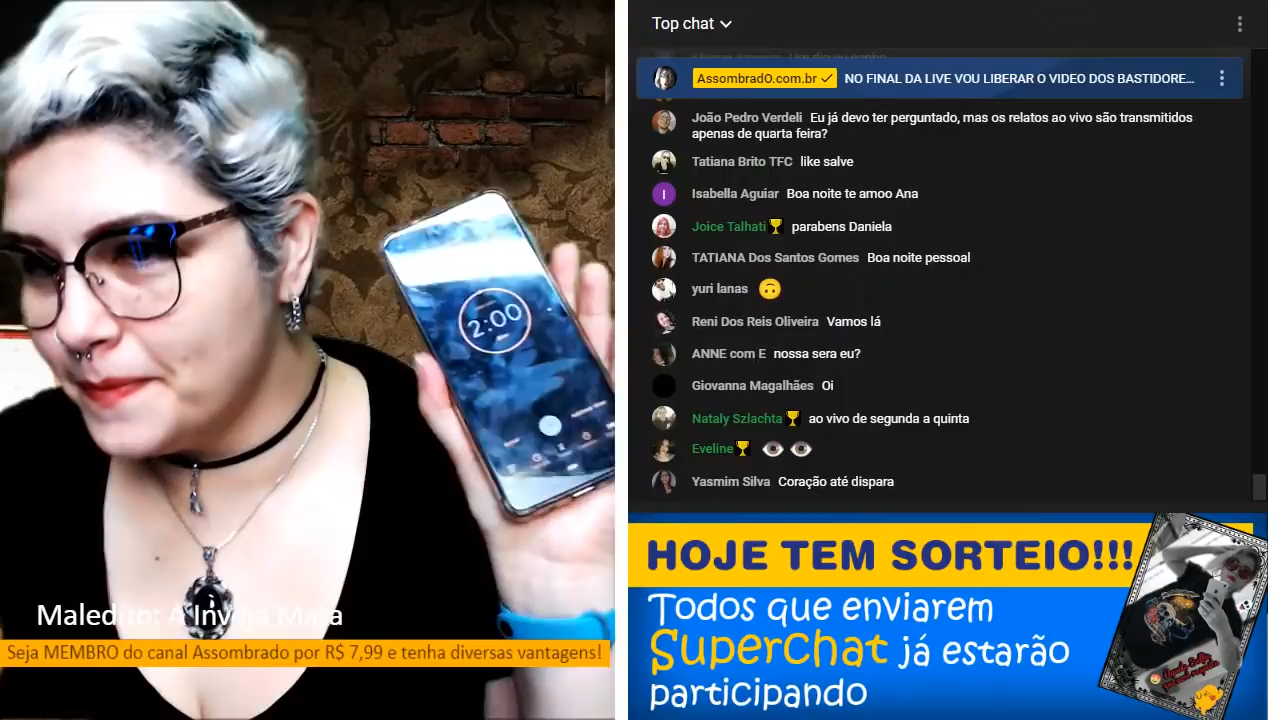 2:00
Maledito: A Inveja Mata
Seja MEMBRO do canal Assombrado por R$ 7,99 e tenha diversas vantagens!
Top chat
AssombradO.com.br NO FINAL DA LIVE VOU LIBERAR O VIDEO DOS BASTIDORE...
João Pedro Verdeli Eu já devo ter perguntado, mas os relatos ao vivo são transmitidos
apenas de quarta feira?
Tatiana Brito TFC like salve
I Isabella Aguiar Boa noite te amoo Ana
Joice Talhati parabens Daniela
TATIANA Dos Santos Gomes Boa noite pessoal
yuri lanas
Reni Dos Reis Oliveira Vamos lá
ANNE com E nossa sera eu?
Giovanna Magalhães Oi
Nataly Szlachta ao vivo de segunda a quinta
Eveline
Yasmim Silva Coração até dispara
HOJE TEM SORTEIO!!!
Todos que enviarem
Superchat já estarão
participando